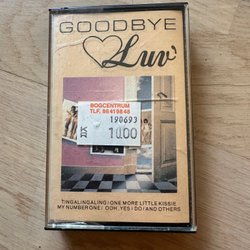 GOODBYE
Luv'
BOGCENTRUM
TLF. 86419848
190693
10.00
TINGALINGALING / ONE MORE LITTLE KISSIE
MY NUMBER ONE / OOH, YES I DO / AND OTHERS